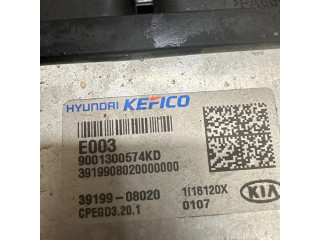 HYUNDAI KEFICO
E003
9001300574KD
3919908020000000
39199-08020 1I16120X
CPEGD3.20.1 0107 KIA